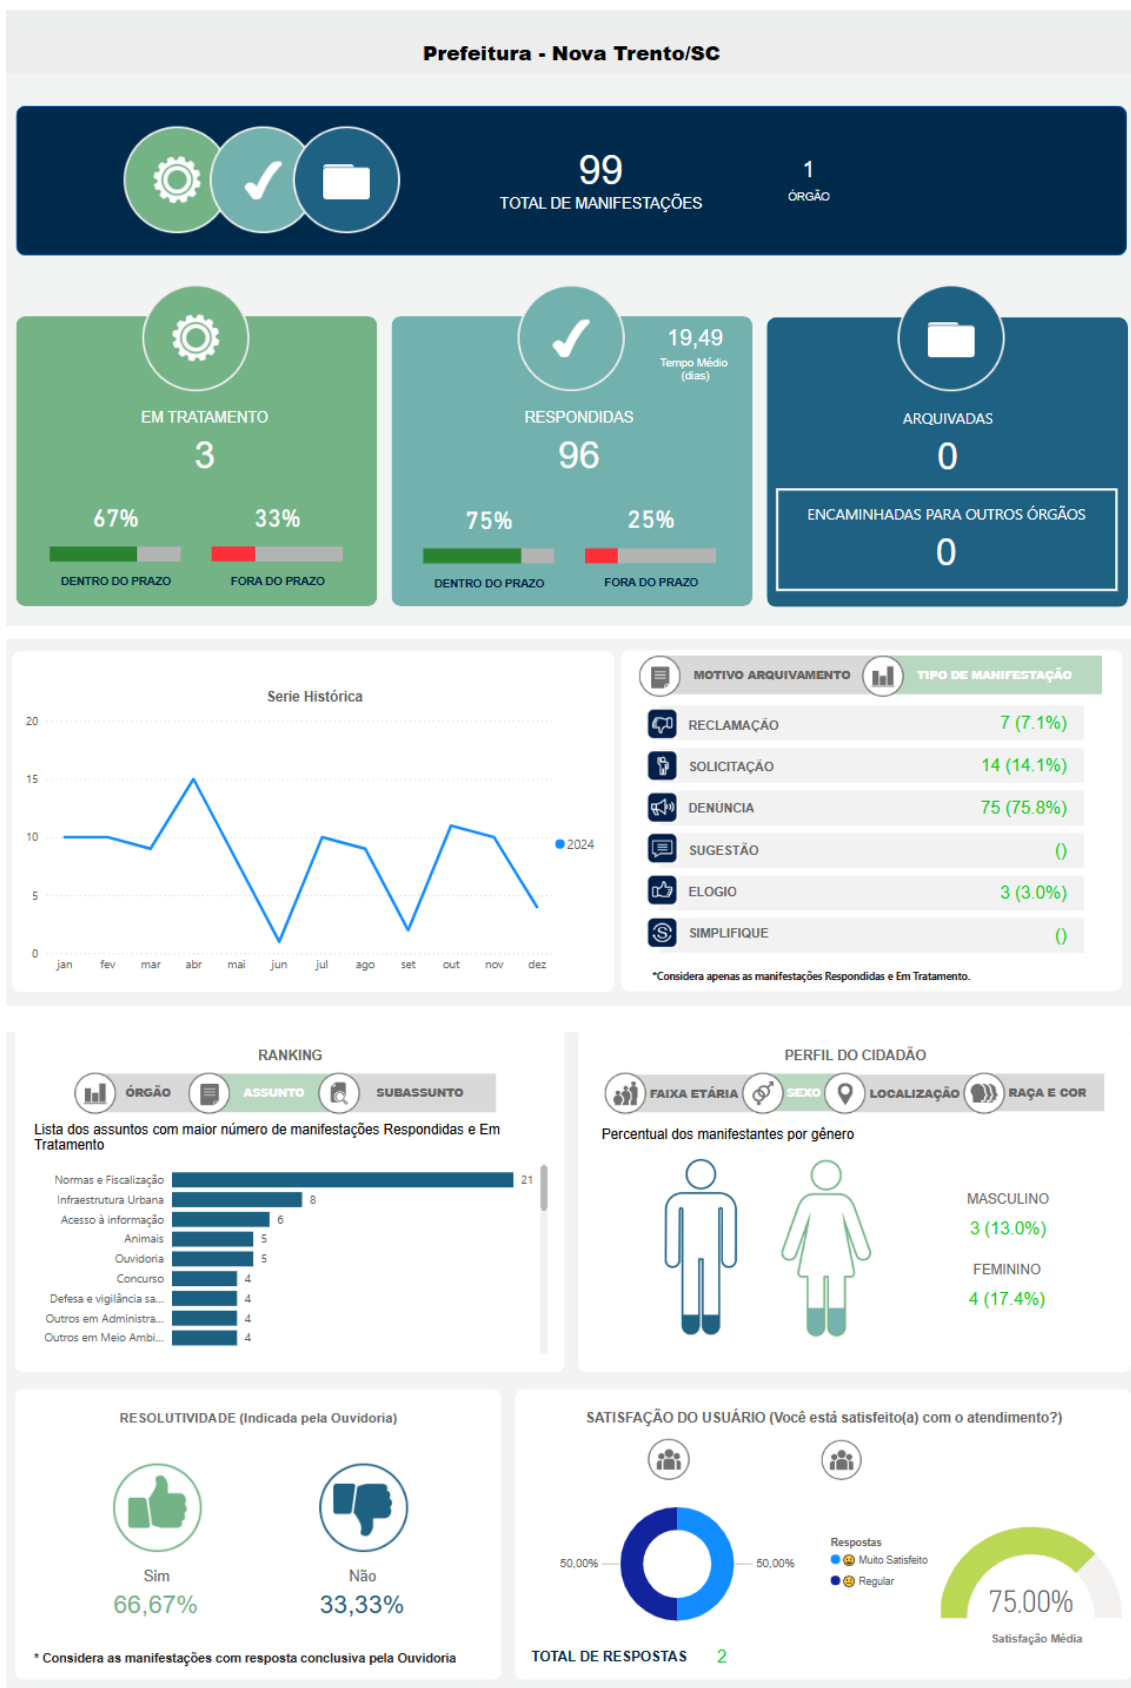 Prefeitura - Nova Trento/SC
99
TOTAL DE MANIFESTAÇÕES
1
ÓRGÃO
EM TRATAMENTO
3
67%
33%
DENTRO DO PRAZO
FORA DO PRAZO
19,49
Tempo Médio
(dias)
RESPONDIDAS
96
75%
25%
DENTRO DO PRAZO
FORA DO PRAZO
ARQUIVADAS
0
ENCAMINHADAS PARA OUTROS ÓRGÃOS
0
Serie Histórica
20
15
10
5
0
jan fev mar abr mai jun jul ago set out nov dez
2024
MOTIVO ARQUIVAMENTO
TIPO DE MANIFESTAÇÃO
RECLAMAÇÃO 7 (7.1%)
SOLICITAÇÃO 14 (14.1%)
DENÚNCIA 75 (75.8%)
SUGESTÃO ()
ELOGIO 3 (3.0%)
SIMPLIFIQUE ()
*Considera apenas as manifestações Respondidas e Em Tratamento.
RANKING
ÓRGÃO
ASSUNTO
SUBASSUNTO
Lista dos assuntos com maior número de manifestações Respondidas e Em
Tratamento
Normas e Fiscalização 21
Infraestrutura Urbana 8
Acesso à informação 6
Animais 5
Ouvidoria 5
Concurso 4
Defesa e vigilância sa... 4
Outros em Administra... 4
Outros em Meio Ambi... 4
PERFIL DO CIDADÃO
FAIXA ETÁRIA
SEXO
LOCALIZAÇÃO
RAÇA E COR
Percentual dos manifestantes por gênero
MASCULINO
3 (13.0%)
FEMININO
4 (17.4%)
RESOLUTIVIDADE (Indicada pela Ouvidoria)
Sim
66,67%
Não
33,33%
* Considera as manifestações com resposta conclusiva pela Ouvidoria
SATISFAÇÃO DO USUÁRIO (Você está satisfeito(a) com o atendimento?)
50,00%
50,00%
Respostas
Muito Satisfeito
Regular
75,00%
Satisfação Média
TOTAL DE RESPOSTAS 2